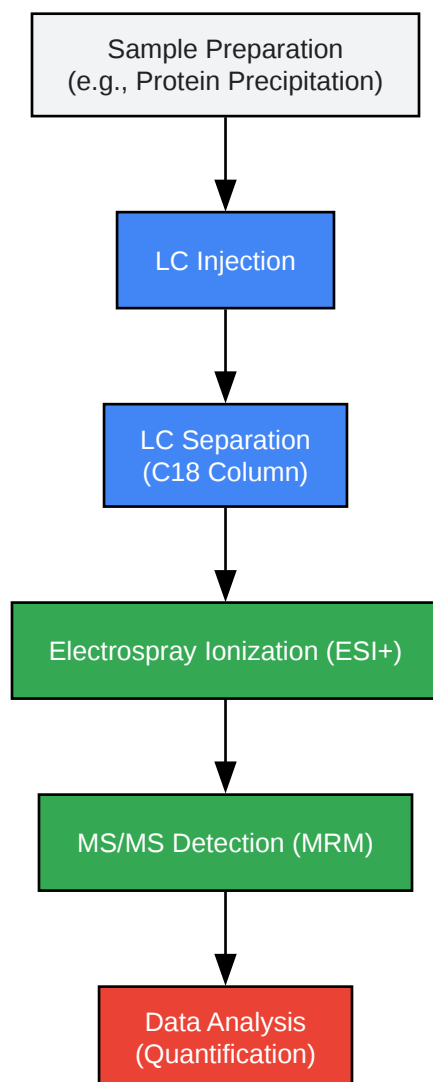 Sample Preparation
(e.g., Protein Precipitation)
LC Injection
LC Separation
(C18 Column)
Electrospray Ionization (ESI+)
MS/MS Detection (MRM)
Data Analysis
(Quantification)